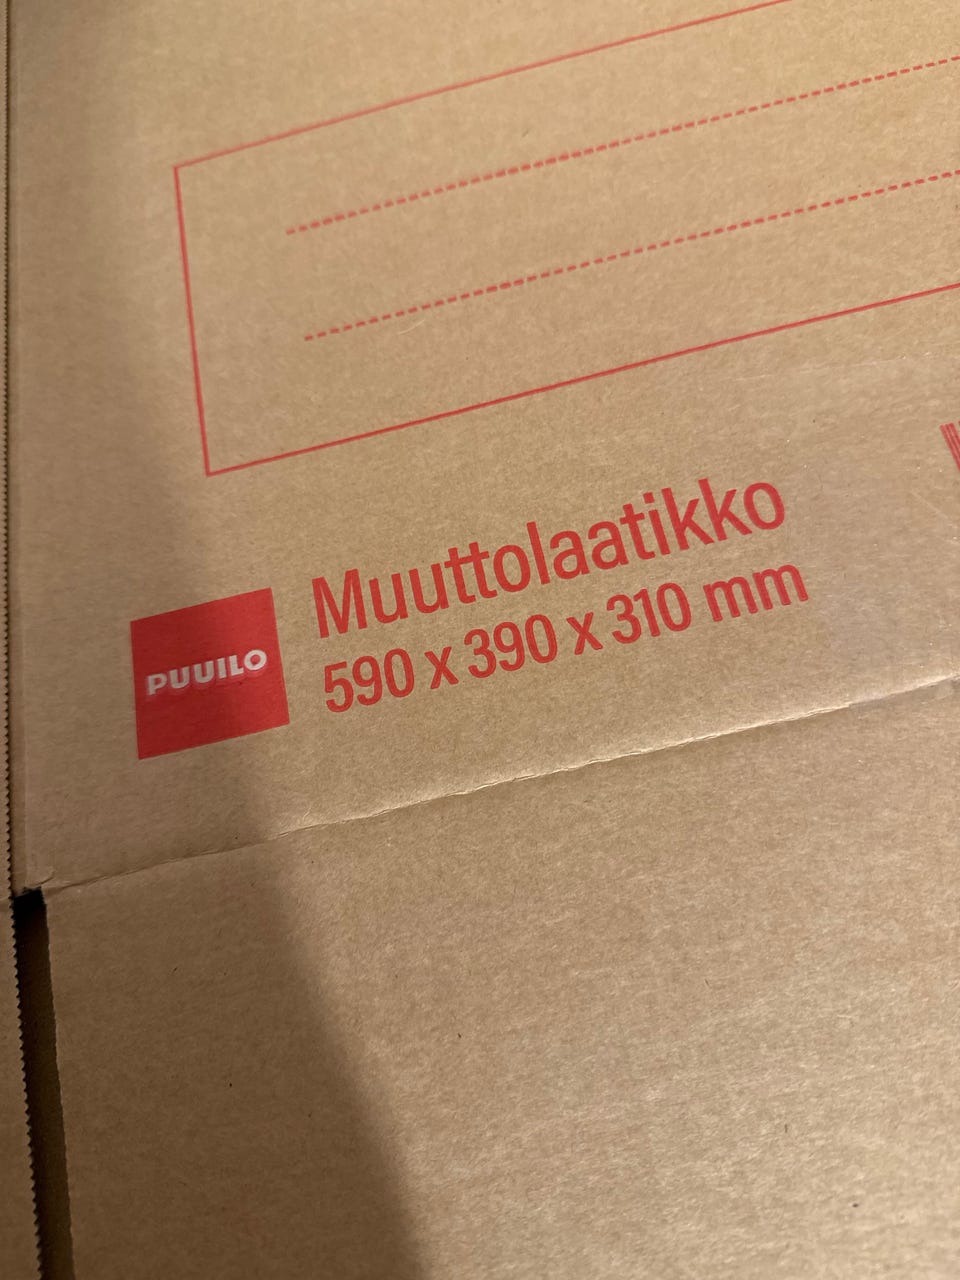 Muuttolaatikko
590 x 390 x 310 mm
PUUILO